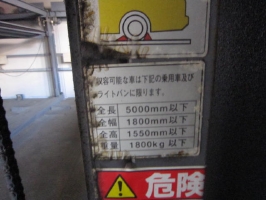 収容可能な車は下記の乗用車及び
ライトバンに限ります。
全長 5000mm以下
全幅 1800mm以下
全高 1550mm以下
重量 1800kg以下
危険